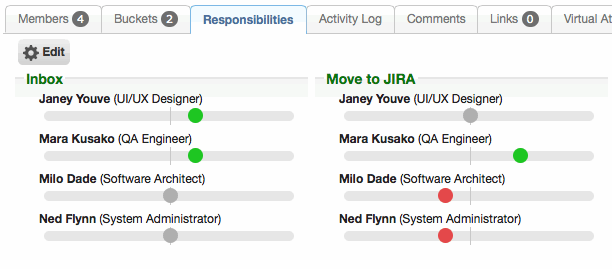 Members 4 Buckets 2 Responsibilities Activity Log Comments Links 0 Virtual At
Edit
Inbox
Janey Youve (UI/UX Designer)
Mara Kusako (QA Engineer)
Milo Dade (Software Architect)
Ned Flynn (System Administrator)
Move to JIRA
Janey Youve (UI/UX Designer)
Mara Kusako (QA Engineer)
Milo Dade (Software Architect)
Ned Flynn (System Administrator)